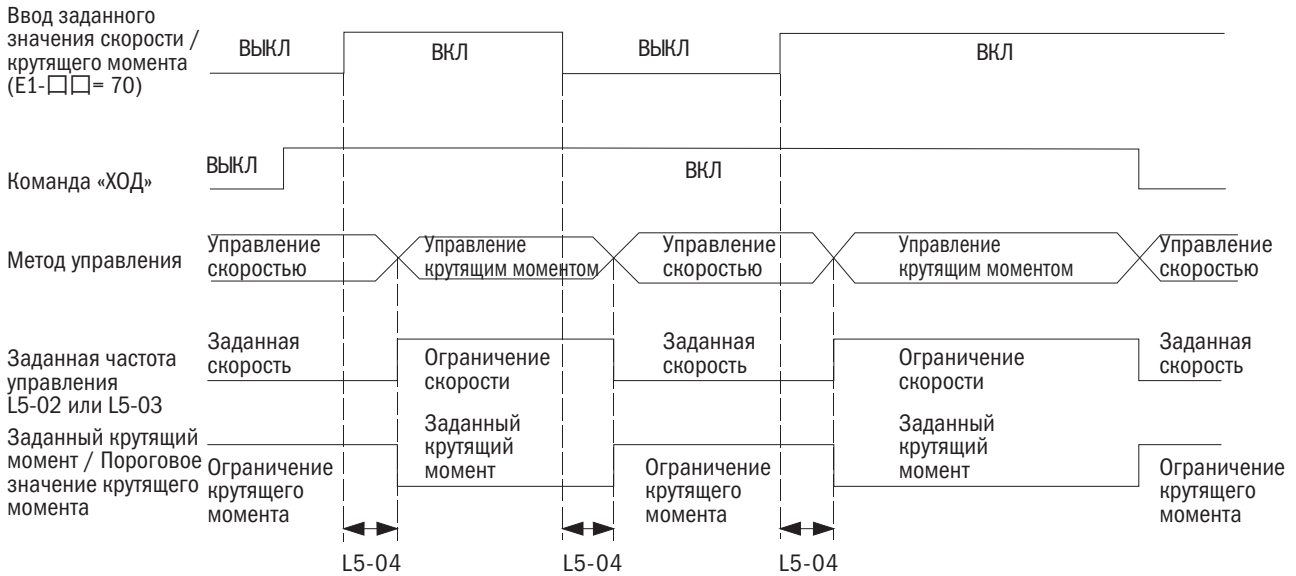 Ввод заданного
значения скорости /
крутящего момента
(E1-□□= 70)
ВЫКЛ
ВКЛ
ВЫКЛ
ВКЛ
Команда «ХОД»
ВЫКЛ
ВКЛ
Метод управления
Управление
скоростью
Управление
крутящим моментом
Управление
скоростью
Управление
крутящим моментом
Управление
скоростью
Заданная частота
управления
L5-02 или L5-03
Заданная
скорость
Ограничение
скорости
Заданная
скорость
Ограничение
скорости
Заданная
скорость
Заданный крутящий
момент / Пороговое
значение крутящего
момента
Ограничение
крутящего
момента
Заданный
крутящий
момент
Ограничение
крутящего
момента
Заданный
крутящий
момент
Ограничение
крутящего
момента
L5-04
L5-04
L5-04